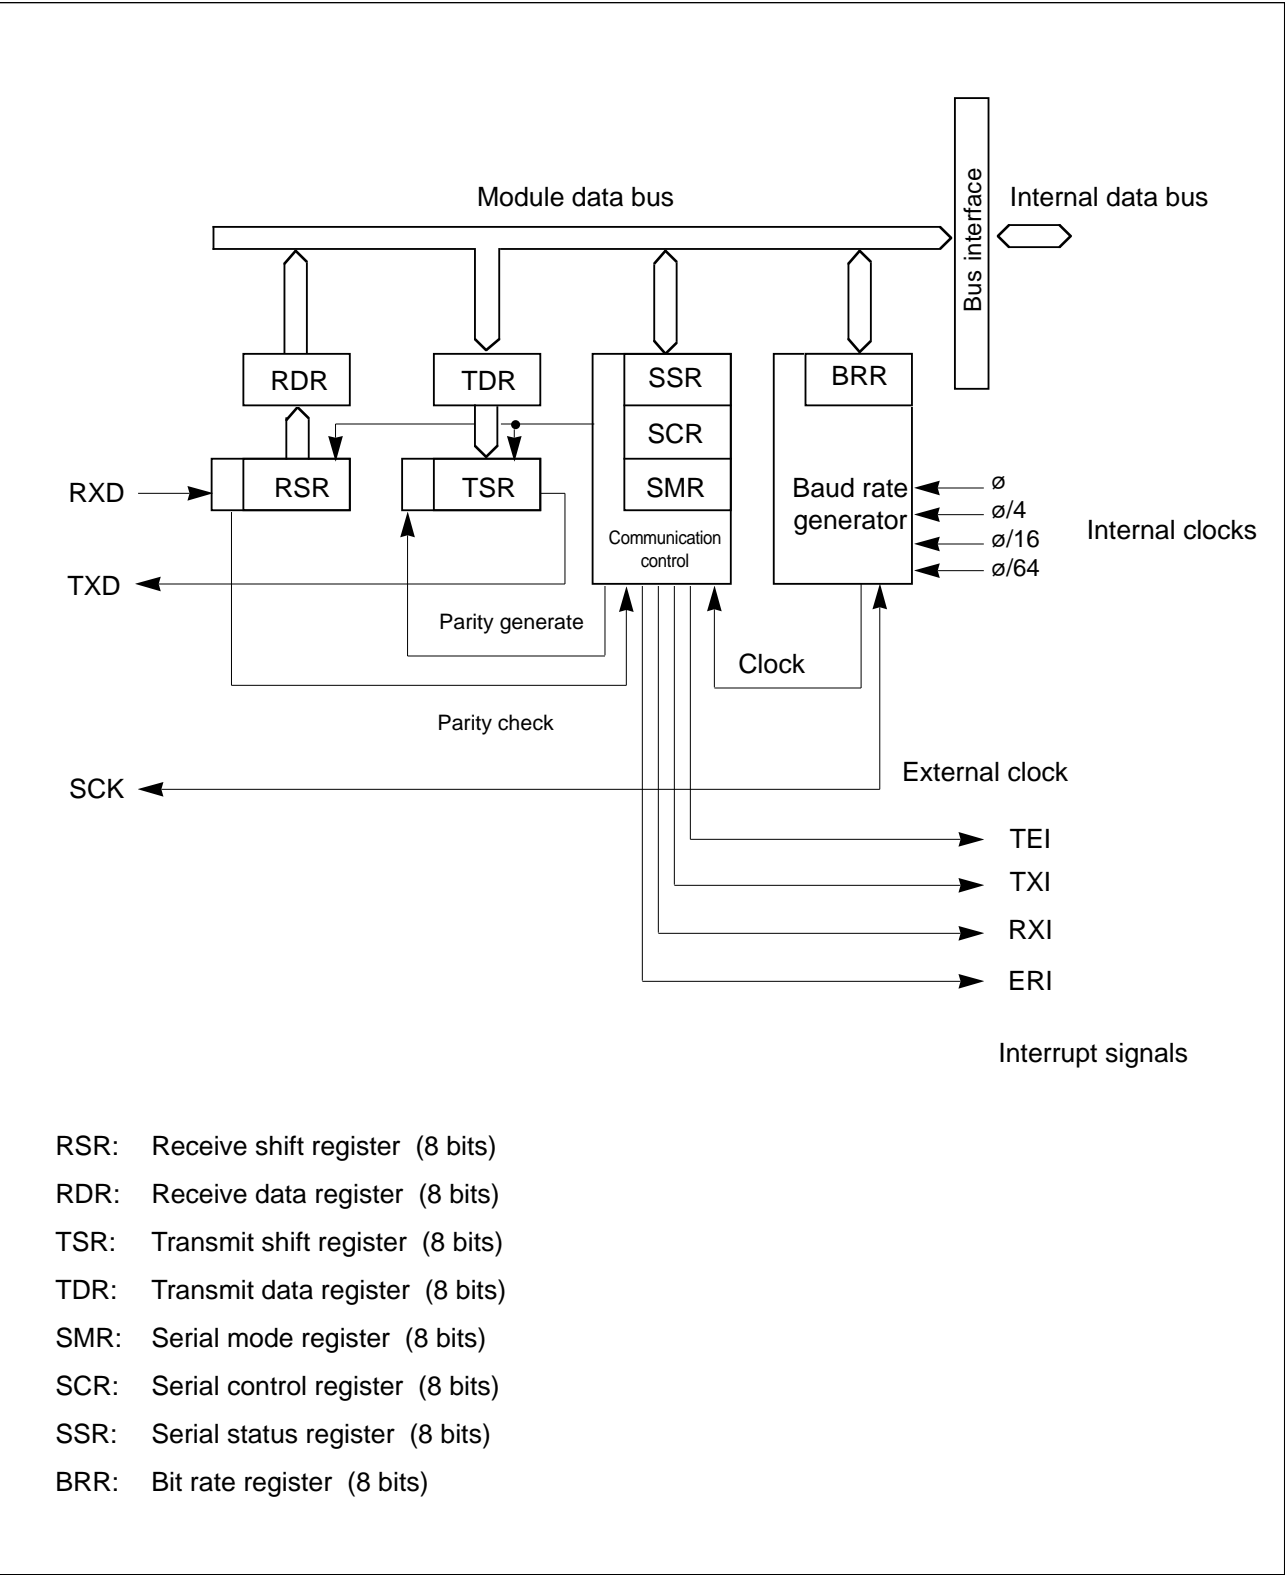 Module data bus
Internal data bus
Bus interface
RDR
TDR
SSR
BRR
SCR
RXD
RSR
TSR
SMR
Baud rate
generator
ø
ø/4
ø/16
ø/64
Internal clocks
Communication
control
TXD
Parity generate
Clock
Parity check
SCK
External clock
TEI
TXI
RXI
ERI
Interrupt signals
RSR: Receive shift register (8 bits)
RDR: Receive data register (8 bits)
TSR: Transmit shift register (8 bits)
TDR: Transmit data register (8 bits)
SMR: Serial mode register (8 bits)
SCR: Serial control register (8 bits)
SSR: Serial status register (8 bits)
BRR: Bit rate register (8 bits)